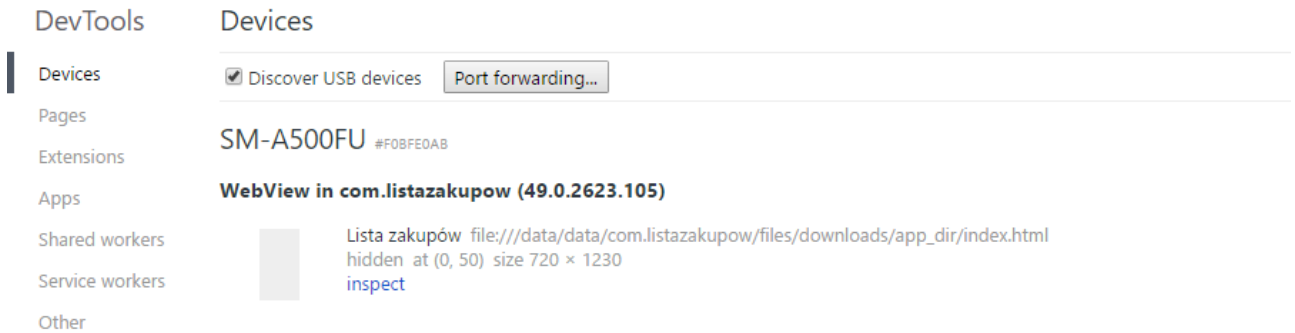 DevTools
Devices
Pages
Extensions
Apps
Shared workers
Service workers
Other
Devices
Discover USB devices Port forwarding...
SM-A500FU #F0BFE0AB
WebView in com.listazakupow (49.0.2623.105)
Lista zakupów file:///data/data/com.listazakupow/files/downloads/app_dir/index.html
hidden at (0, 50) size 720 × 1230
inspect